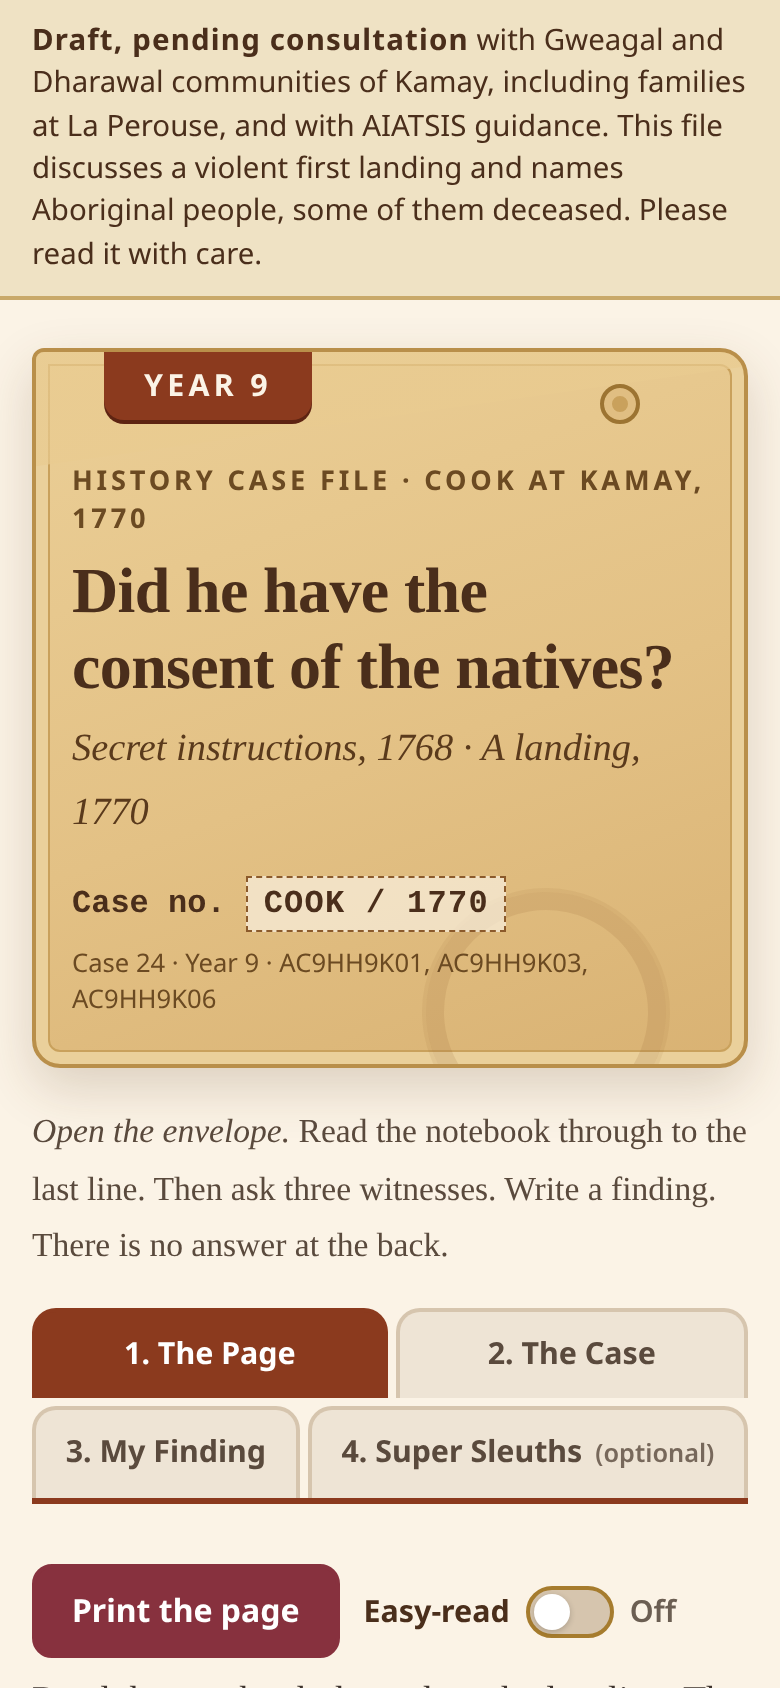 Draft, pending consultation with Gweagal and
Dharawal communities of Kamay, including families
at La Perouse, and with AIATSIS guidance. This file
discusses a violent first landing and names
Aboriginal people, some of them deceased. Please
read it with care.
YEAR 9
HISTORY CASE FILE · COOK AT KAMAY,
1770
Did he have the
consent of the natives?
Secret instructions, 1768 · A landing,
1770
Case no. COOK / 1770
Case 24 · Year 9 · AC9HH9K01, AC9HH9K03,
AC9HH9K06
Open the envelope. Read the notebook through to the
last line. Then ask three witnesses. Write a finding.
There is no answer at the back.
1. The Page
2. The Case
3. My Finding
4. Super Sleuths (optional)
Print the page
Easy-read
Off